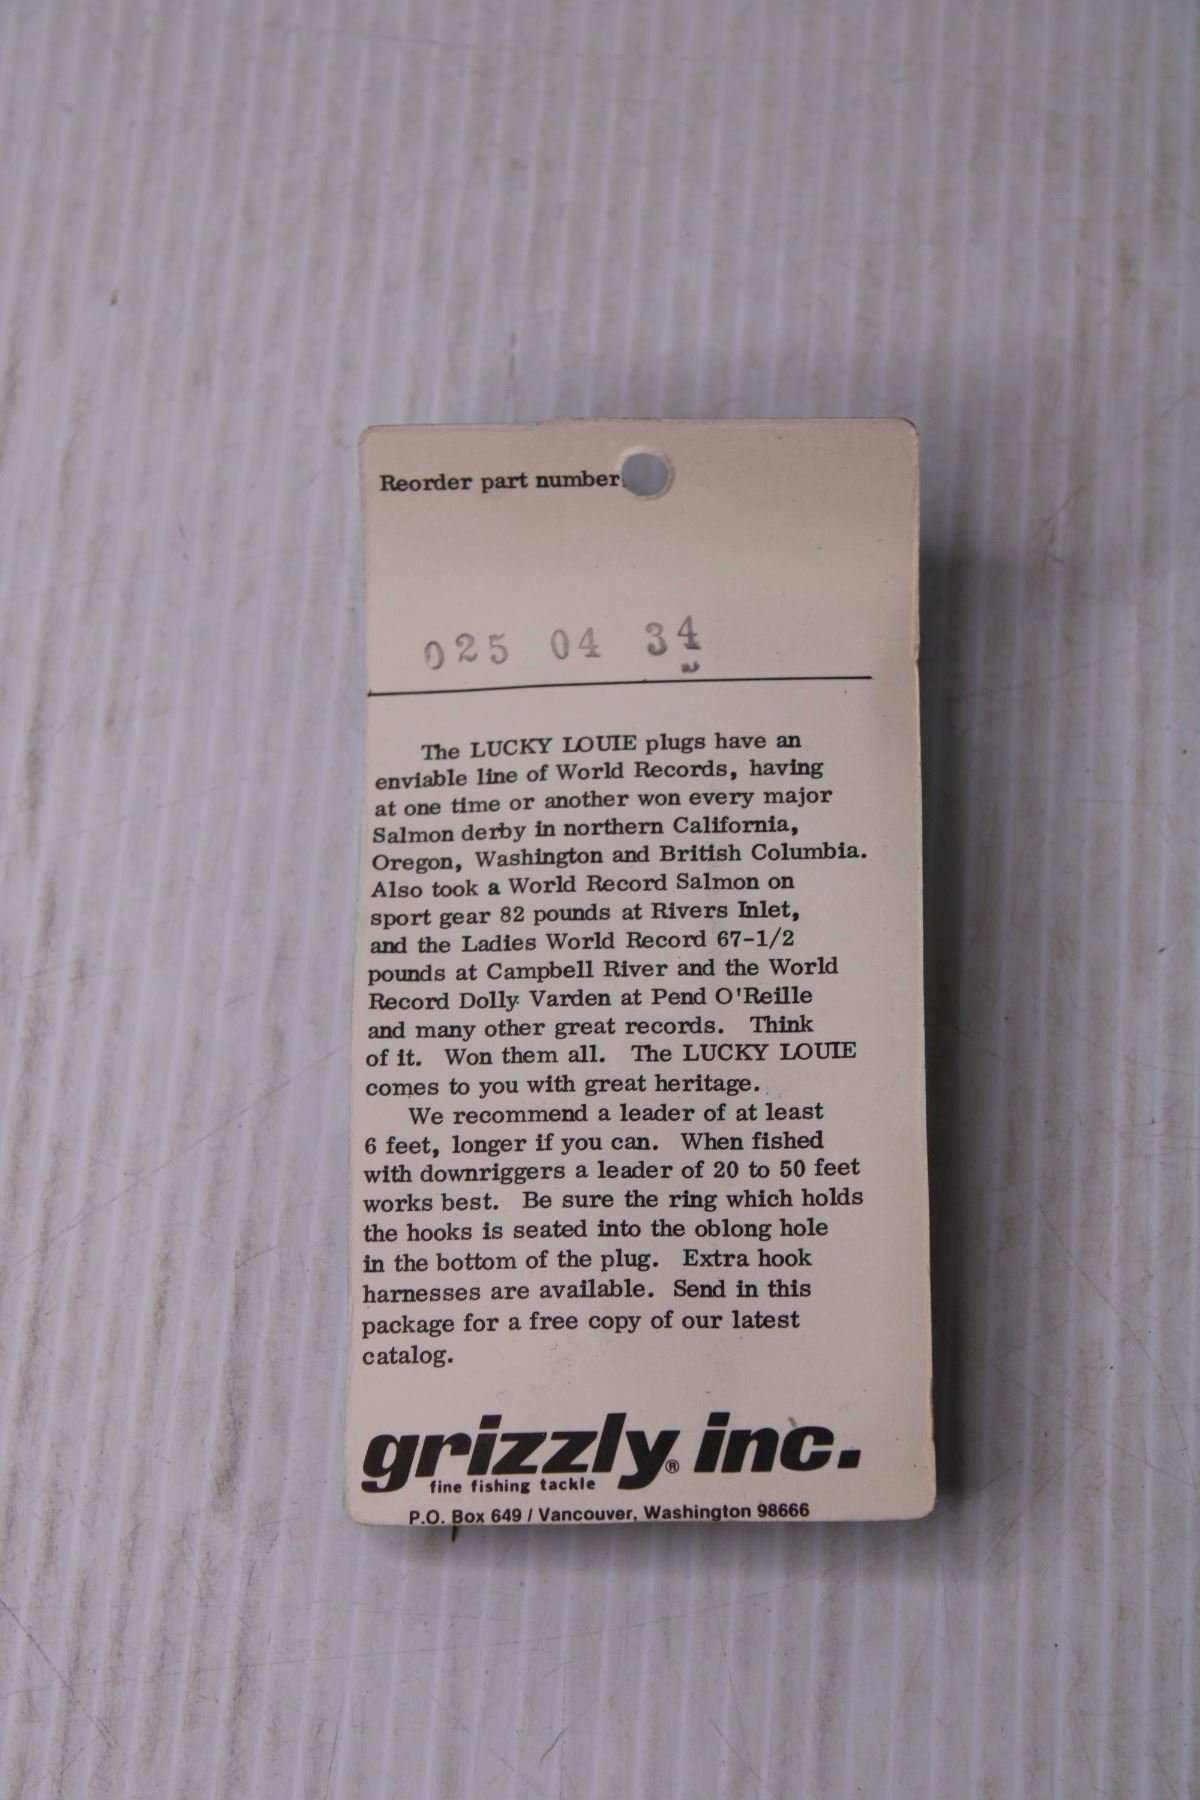 Reorder part number
025 04 34
The LUCKY LOUIE plugs have an
enviable line of World Records, having
at one time or another won every major
Salmon derby in northern California,
Oregon, Washington and British Columbia.
Also took a World Record Salmon on
sport gear 82 pounds at Rivers Inlet,
and the Ladies World Record 67-1/2
pounds at Campbell River and the World
Record Dolly Varden at Pend O'Reille
and many other great records. Think
of it. Won them all. The LUCKY LOUIE
comes to you with great heritage.
We recommend a leader of at least
6 feet, longer if you can. When fished
with downriggers a leader of 20 to 50 feet
works best. Be sure the ring which holds
the hooks is seated into the oblong hole
in the bottom of the plug. Extra hook
harnesses are available. Send in this
package for a free copy of our latest
catalog.
grizzly® inc.
fine fishing tackle
P.O. Box 649 / Vancouver, Washington 98666